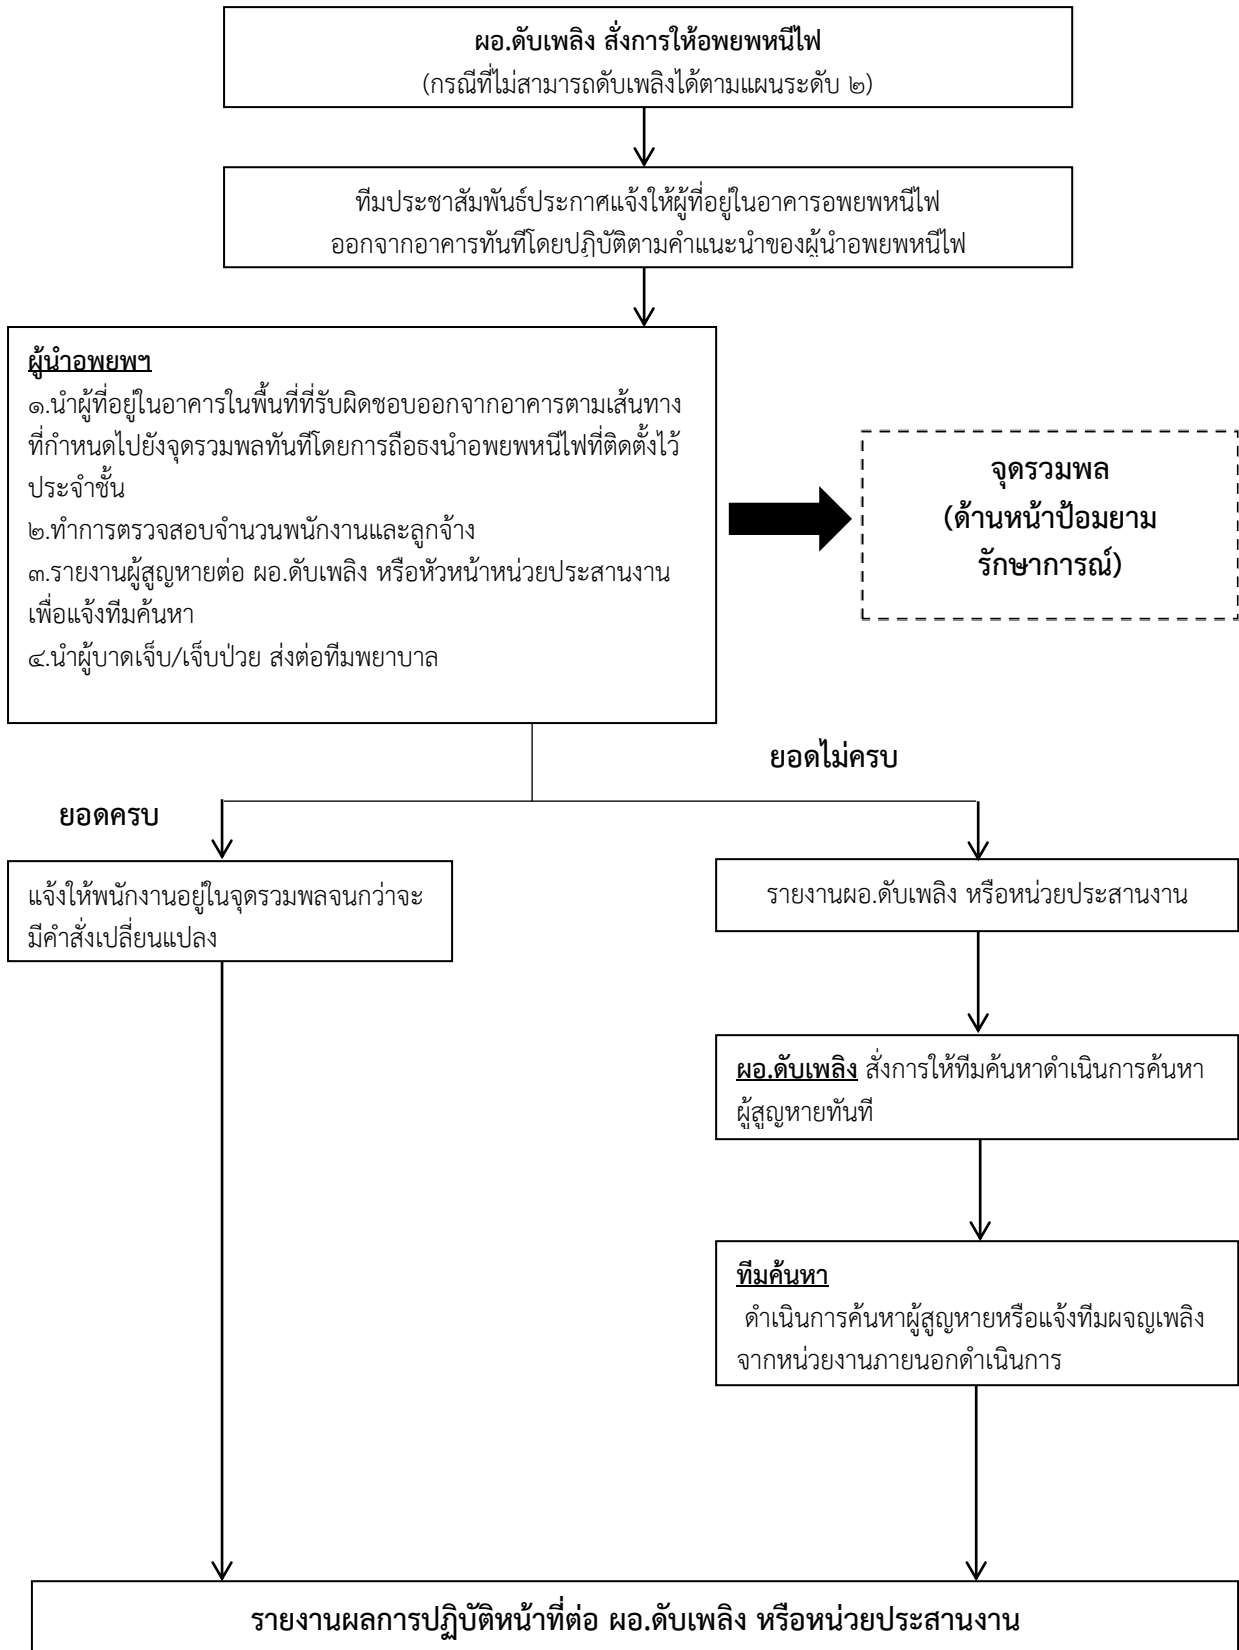 ผอ.ดับเพลิง สั่งการให้อพยพหนีไฟ
(กรณีที่ไม่สามารถดับเพลิงได้ตามแผนระดับ ๒)
ทีมประชาสัมพันธ์ประกาศแจ้งให้ผู้ที่อยู่ในอาคารอพยพหนีไฟ
ออกจากอาคารทันทีโดยปฏิบัติตามคำแนะนำของผู้นำอพยพหนีไฟ
ผู้นำอพยพฯ
๑.นำผู้ที่อยู่ในอาคารในพื้นที่ที่รับผิดชอบออกจากอาคารตามเส้นทาง
ที่กำหนดไปยังจุดรวมพลทันทีโดยการถือธงนำอพยพหนีไฟที่ติดตั้งไว้
ประจำชั้น
๒.ทำการตรวจสอบจำนวนพนักงานและลูกจ้าง
๓.รายงานผู้สูญหายต่อ ผอ.ดับเพลิง หรือหัวหน้าหน่วยประสานงาน
เพื่อแจ้งทีมค้นหา
๔.นำผู้บาดเจ็บ/เจ็บป่วย ส่งต่อทีมพยาบาล
จุดรวมพล
(ด้านหน้าป้อมยาม
รักษาการณ์)
ยอดไม่ครบ
ยอดครบ
แจ้งให้พนักงานอยู่ในจุดรวมพลจนกว่าจะ
มีคำสั่งเปลี่ยนแปลง
รายงานผอ.ดับเพลิง หรือหน่วยประสานงาน
ผอ.ดับเพลิง สั่งการให้ทีมค้นหาดำเนินการค้นหา
ผู้สูญหายทันที
ทีมค้นหา
ดำเนินการค้นหาผู้สูญหายหรือแจ้งทีมผจญเพลิง
จากหน่วยงานภายนอกดำเนินการ
รายงานผลการปฏิบัติหน้าที่ต่อ ผอ.ดับเพลิง หรือหน่วยประสานงาน